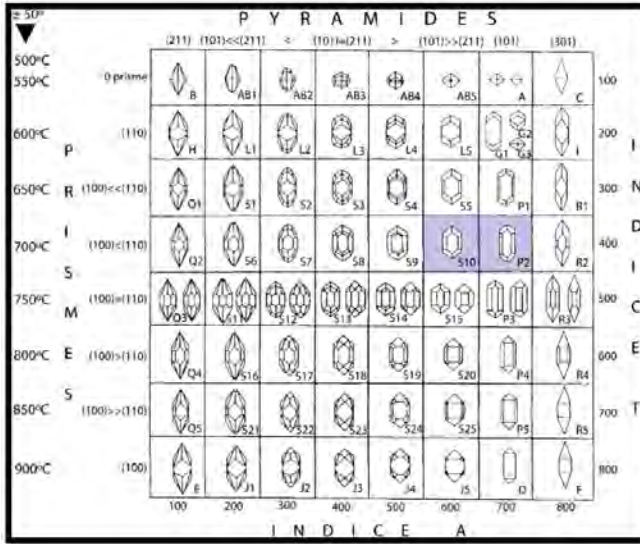 ± 50º
P Y R A M I D E S
(211) (101)<<(211) < (101)=(211) > (101)>>(211) (101) (301)
500ºC
550ºC 0 prisme B AB1 AB2 AB3 AB4 AB5 A C 100
600ºC (110) H L1 L2 L3 L4 L5 G1 G2 G3 I 200
650ºC (100)<<(110) Q1 S1 S2 S3 S4 S5 P1 R1 300
700ºC (100)<(110) Q2 S6 S7 S8 S9 S10 P2 R2 400
750ºC (100)=(110) Q3 S11 S12 S13 S14 S15 P3 R3 500
800ºC (100)>(110) Q4 S16 S17 S18 S19 S20 P4 R4 600
850ºC (100)>>(110) Q5 S21 S22 S23 S24 S25 P5 R5 700
900ºC (100) E J1 J2 J3 J4 J5 D F 800
P R I S M E S
I N D I C E T
100 200 300 400 500 600 700 800
I N D I C E A